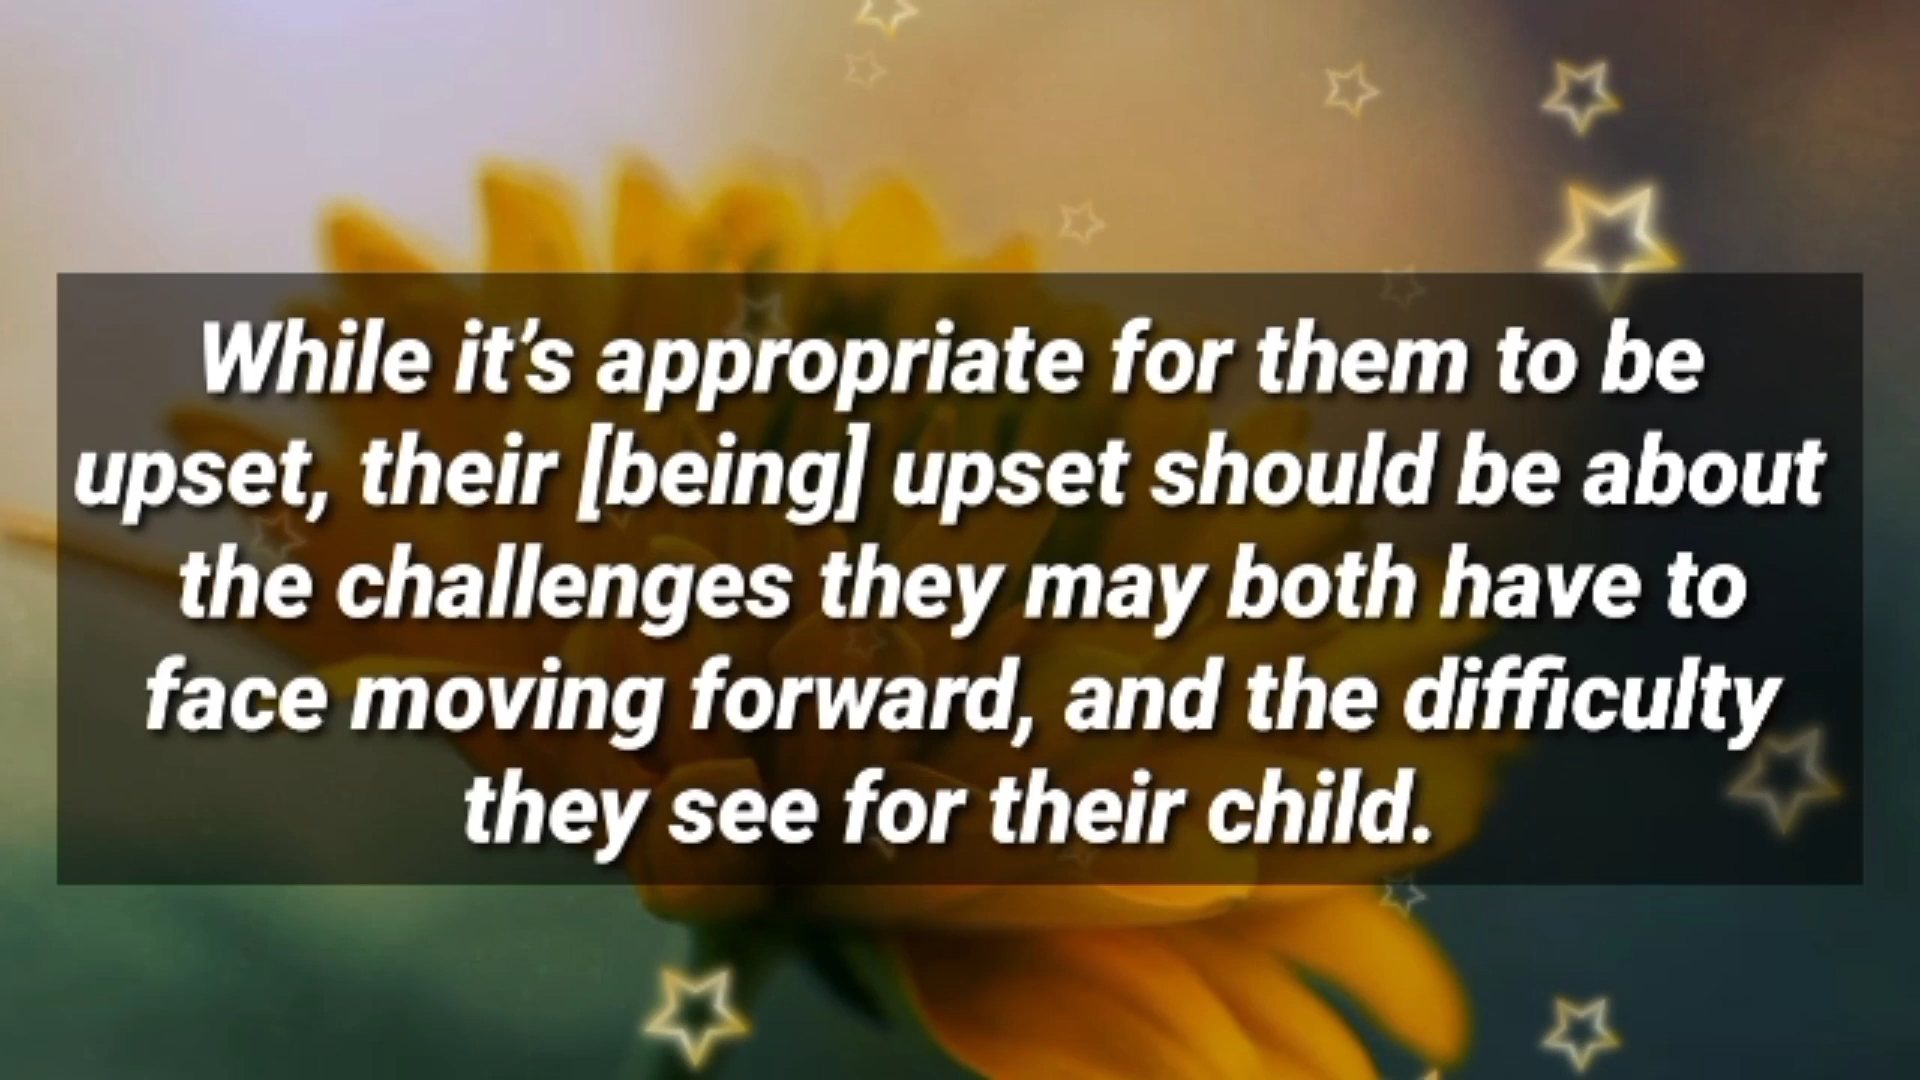 While it’s appropriate for them to be
upset, their [being] upset should be about
the challenges they may both have to
face moving forward, and the difficulty
they see for their child.